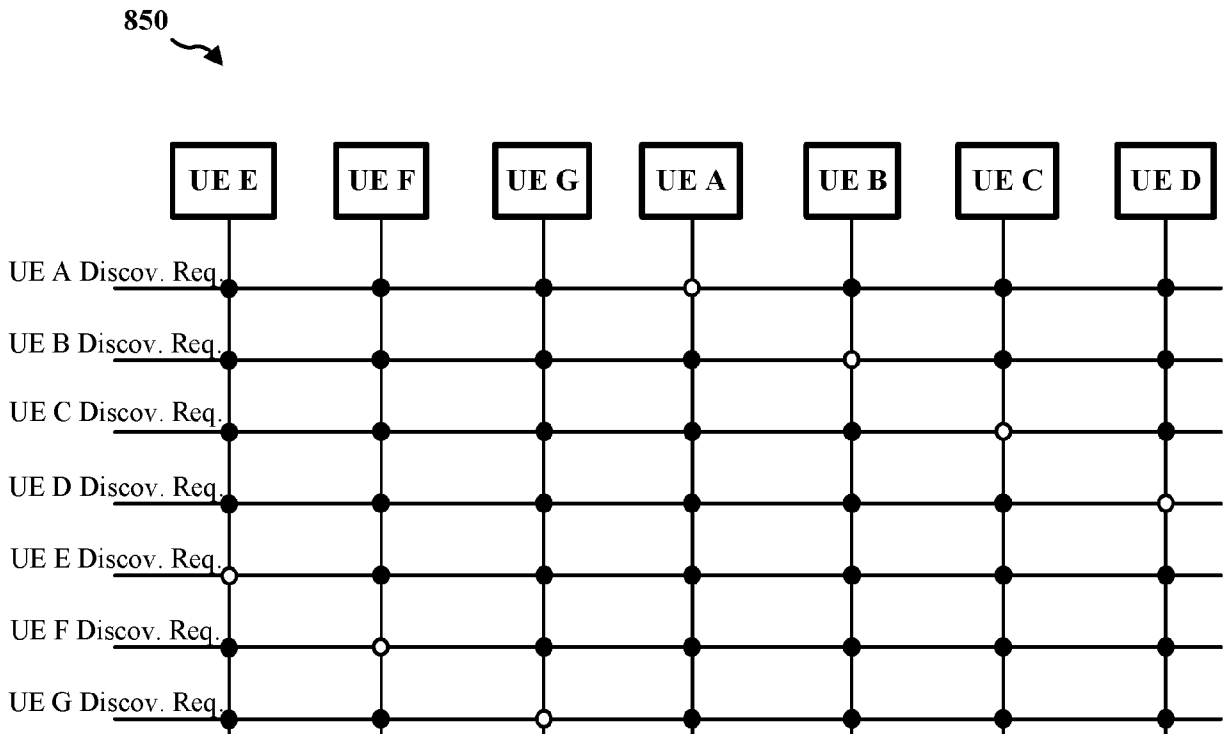 850
UE E UE F UE G UE A UE B UE C UE D
UE A Discov. Req.
UE B Discov. Req.
UE C Discov. Req.
UE D Discov. Req.
UE E Discov. Req.
UE F Discov. Req.
UE G Discov. Req.